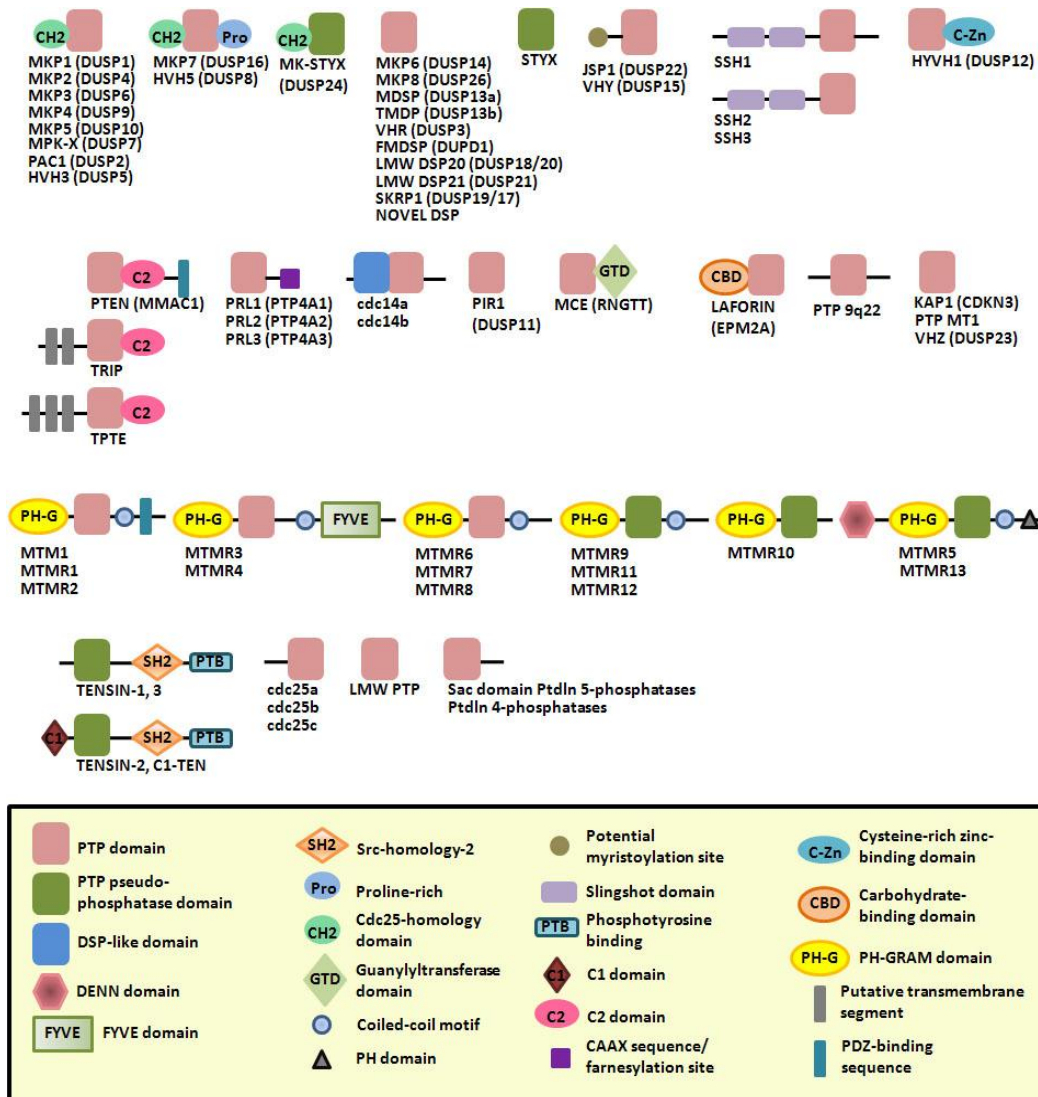 CH2
CH2 Pro
CH2
C-Zn
MKP1 (DUSP1)
MKP2 (DUSP4)
MKP3 (DUSP6)
MKP4 (DUSP9)
MKP5 (DUSP10)
MPK-X (DUSP7)
PAC1 (DUSP2)
HVH3 (DUSP5)
MKP7 (DUSP16)
HVH5 (DUSP8)
MK-STYX
(DUSP24)
MKP6 (DUSP14)
MKP8 (DUSP26)
MDSP (DUSP13a)
TMDP (DUSP13b)
VHR (DUSP3)
FMDSP (DUPD1)
LMW DSP20 (DUSP18/20)
LMW DSP21 (DUSP21)
SKRP1 (DUSP19/17)
NOVEL DSP
STYX
JSP1 (DUSP22)
VHY (DUSP15)
SSH1
SSH2
SSH3
HYVH1 (DUSP12)
C2
PTEN (MMAC1)
C2
TRIP
C2
TPTE
PRL1 (PTP4A1)
PRL2 (PTP4A2)
PRL3 (PTP4A3)
cdc14a
cdc14b
PIR1
(DUSP11)
GTD
MCE (RNGTT)
CBD
LAFORIN
(EPM2A)
PTP 9q22
KAP1 (CDKN3)
PTP MT1
VHZ (DUSP23)
PH-G
MTM1
MTMR1
MTMR2
PH-G FYVE
MTMR3
MTMR4
PH-G
MTMR6
MTMR7
MTMR8
PH-G
MTMR9
MTMR11
MTMR12
PH-G
MTMR10
PH-G
MTMR5
MTMR13
SH2 PTB
TENSIN-1, 3
C1 SH2 PTB
TENSIN-2, C1-TEN
cdc25a
cdc25b
cdc25c
LMW PTP
Sac domain Ptdln 5-phosphatases
Ptdln 4-phosphatases
PTP domain
PTP pseudo-
phosphatase domain
DSP-like domain
DENN domain
FYVE FYVE domain
SH2 Src-homology-2
Pro Proline-rich
CH2 Cdc25-homology
domain
GTD Guanylyltransferase
domain
Coiled-coil motif
PH domain
Potential
myristoylation site
Slingshot domain
PTB Phosphotyrosine
binding
C1 C1 domain
C2 C2 domain
CAAX sequence/
farnesylation site
C-Zn Cysteine-rich zinc-
binding domain
CBD Carbohydrate-
binding domain
PH-G PH-GRAM domain
Putative transmembrane
segment
PDZ-binding
sequence